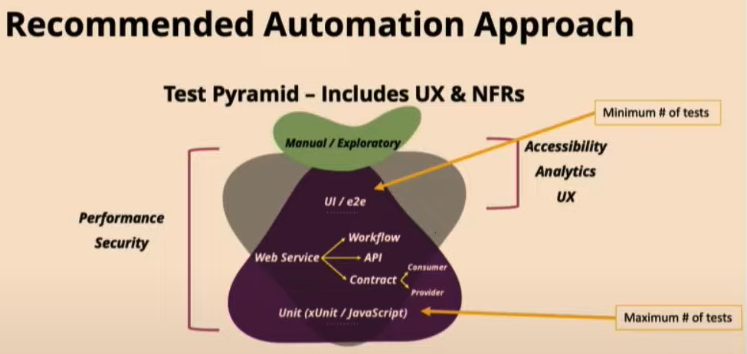 Recommended Automation Approach
Test Pyramid – Includes UX & NFRs
Minimum # of tests
Manual / Exploratory
Accessibility
Analytics
UX
UI / e2e
Performance
Security
Workflow
Web Service
API
Consumer
Contract
Provider
Unit (xUnit / JavaScript)
Maximum # of tests